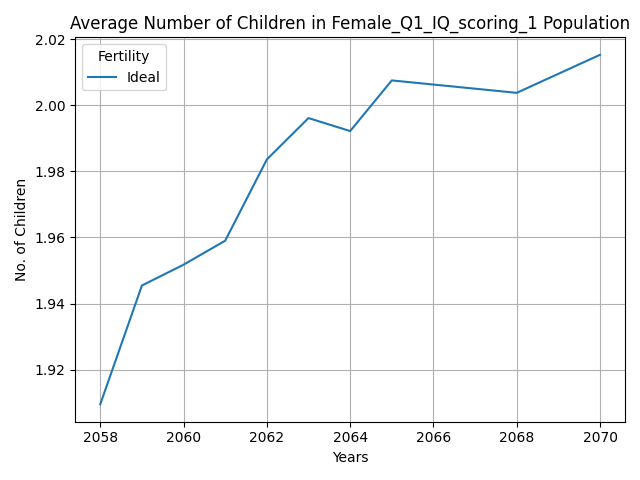 Average Number of Children in Female_Q1_IQ_scoring_1 Population
Fertility
Ideal
No. of Children
2.02
2.00
1.98
1.96
1.94
1.92
2058 2060 2062 2064 2066 2068 2070
Years